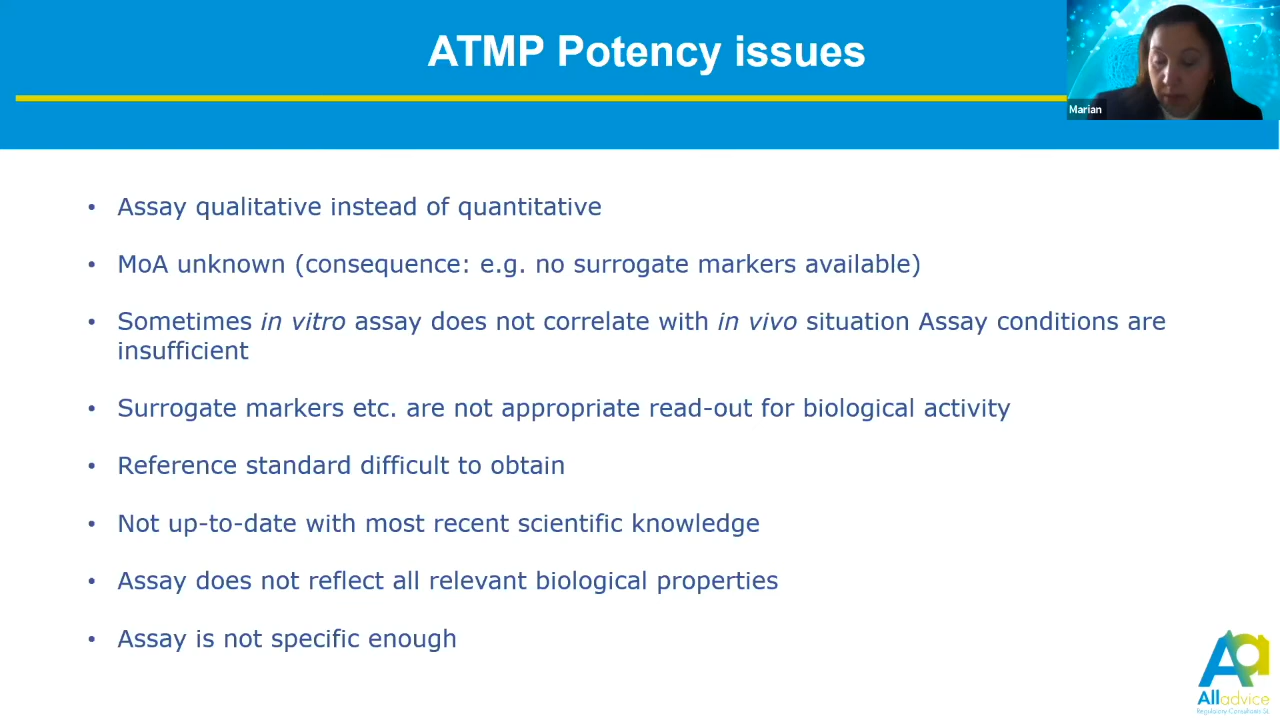 ATMP Potency issues
Marian
• Assay qualitative instead of quantitative
• MoA unknown (consequence: e.g. no surrogate markers available)
• Sometimes in vitro assay does not correlate with in vivo situation Assay conditions are
insufficient
• Surrogate markers etc. are not appropriate read-out for biological activity
• Reference standard difficult to obtain
• Not up-to-date with most recent scientific knowledge
• Assay does not reflect all relevant biological properties
• Assay is not specific enough
Alladvice
Regulatory Consultants SL